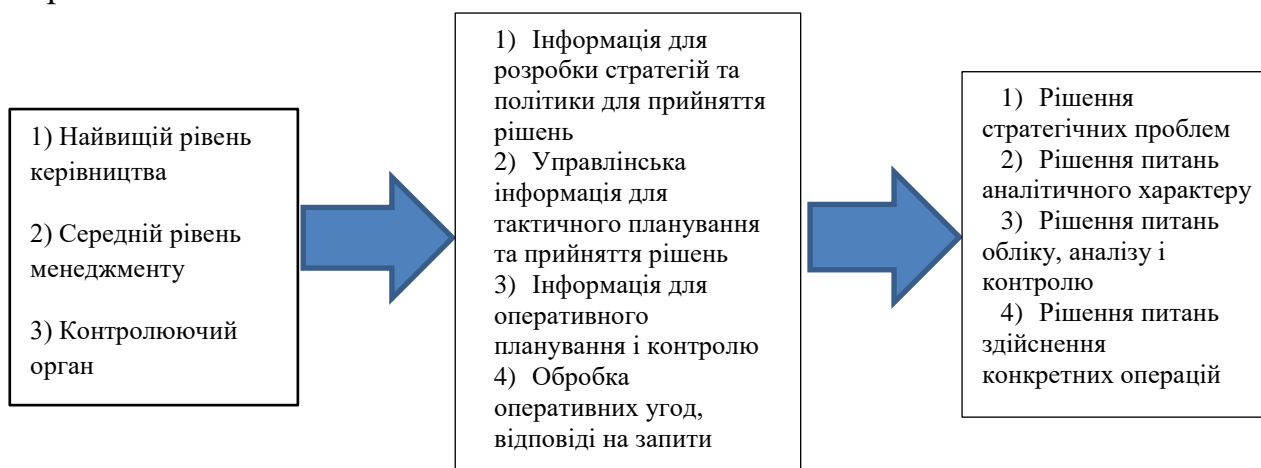 1) Найвищій рівень
керівництва
2) Середній рівень
менеджменту
3) Контролюючий
орган
1) Інформація для
розробки стратегій та
політики для прийняття
рішень
2) Управлінська
інформація для
тактичного планування
та прийняття рішень
3) Інформація для
оперативного
планування і контролю
4) Обробка
оперативних угод,
відповіді на запити
1) Рішення
стратегічних проблем
2) Рішення питань
аналітичного характеру
3) Рішення питань
обліку, аналізу і
контролю
4) Рішення питань
здійснення
конкретних операцій